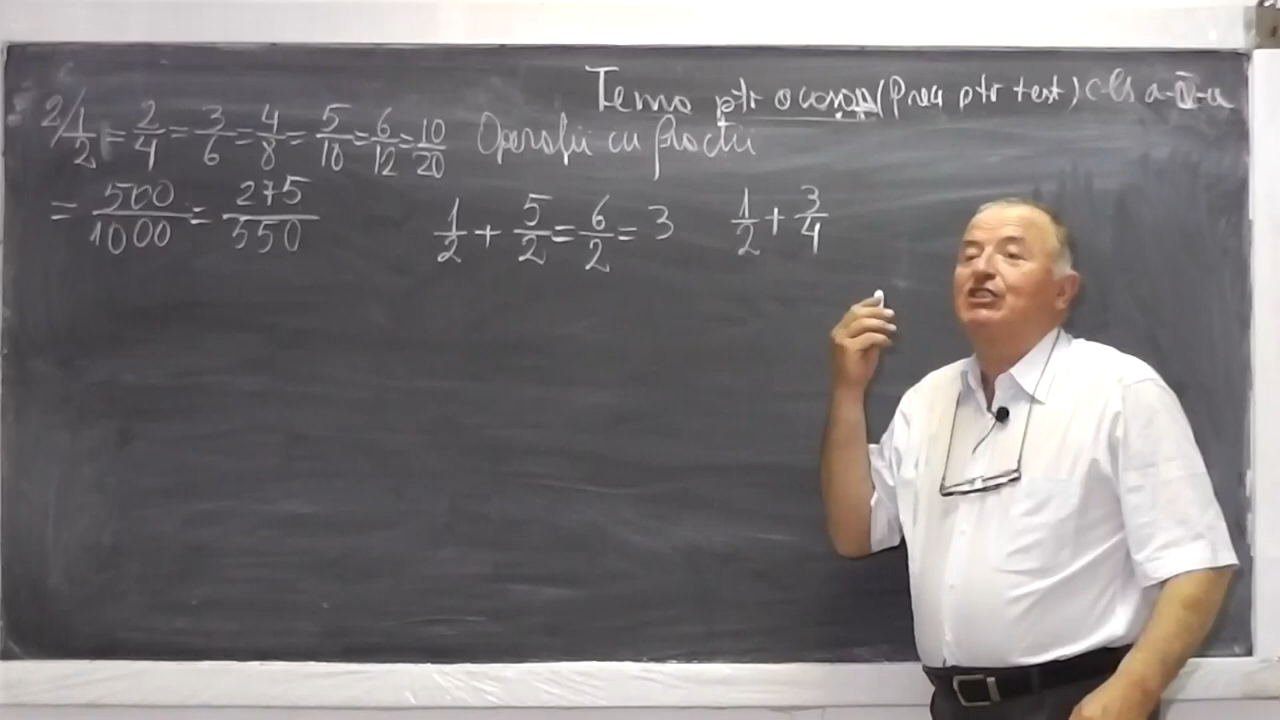 Tema ptr acasa (Preg ptr test) cls a-V-a
2/1/2 = 2/4 = 3/6 = 4/8 = 5/10 = 6/12 = 10/20 Operații cu fracții
= 500/1000 = 275/550
1/2 + 5/2 = 6/2 = 3 1/2 + 3/4